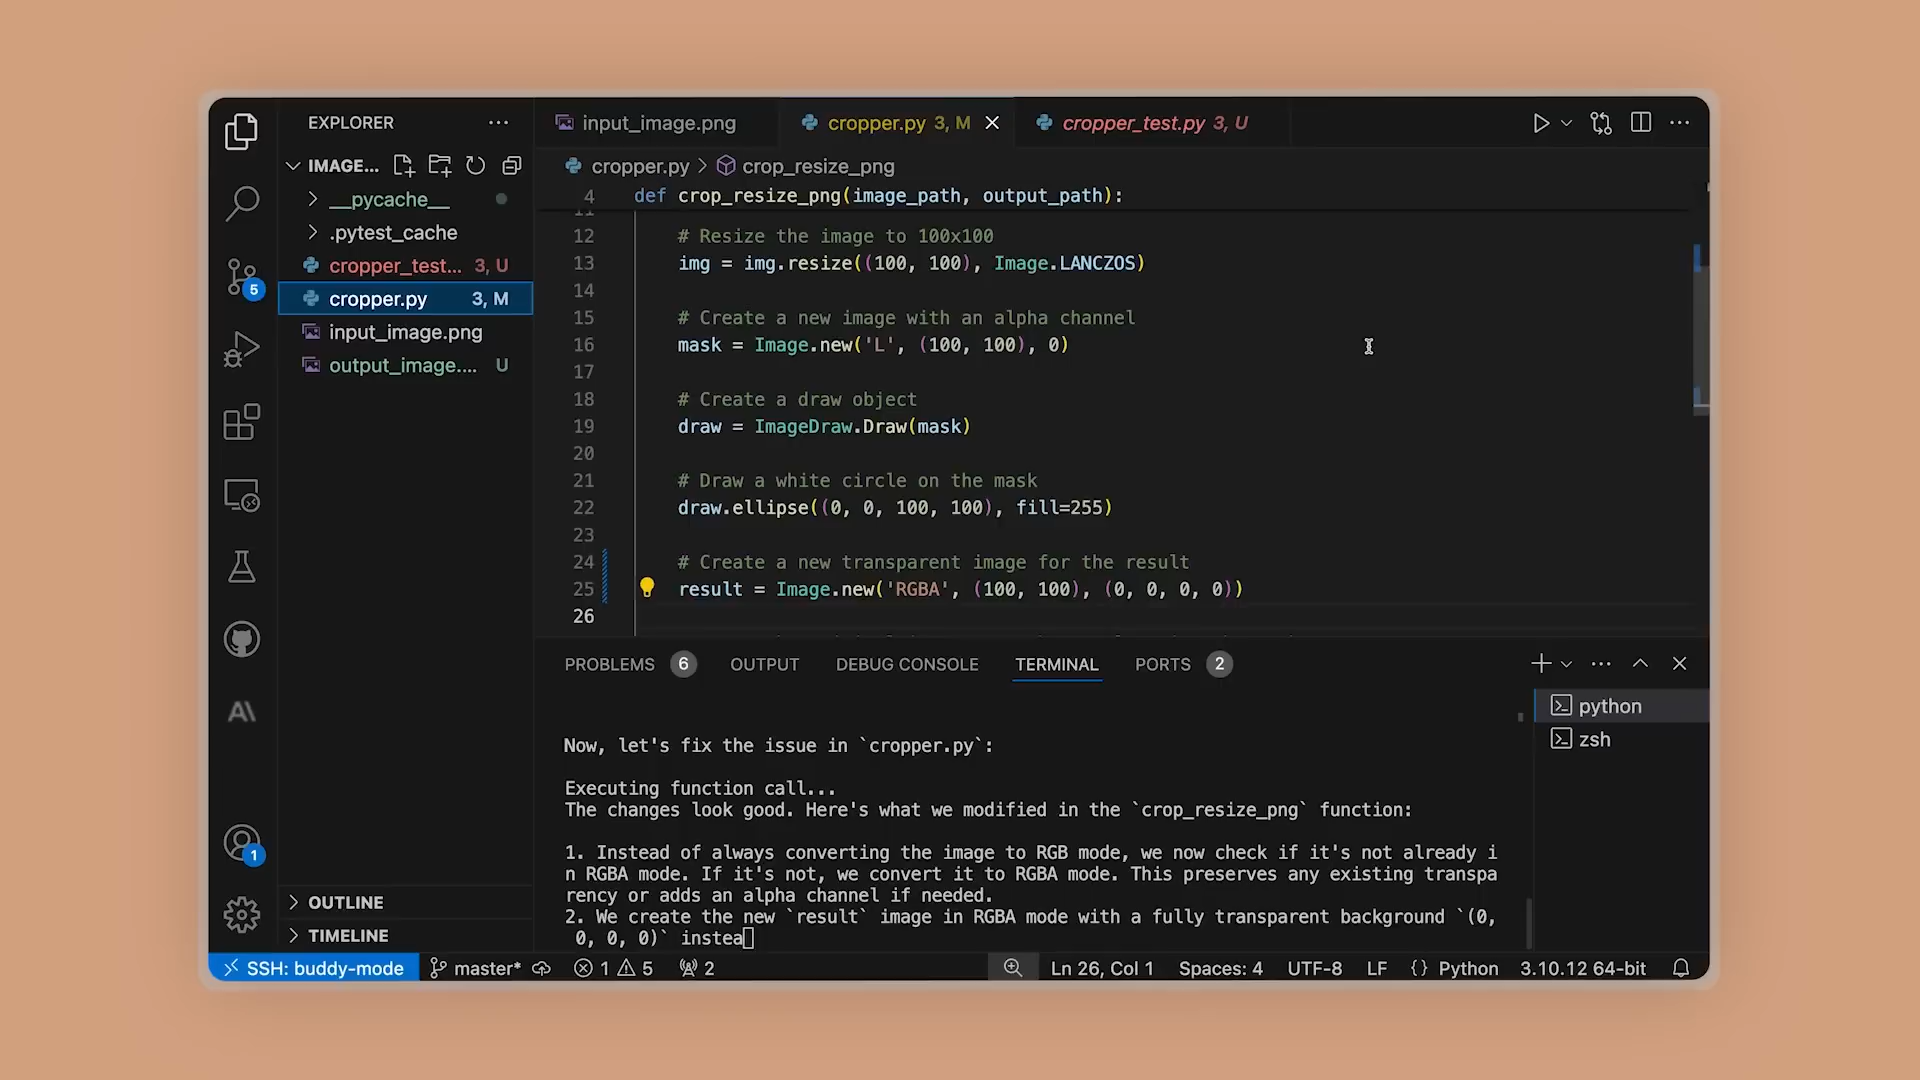 EXPLORER
IMAGE...
__pycache__
.pytest_cache
cropper_test... 3, U
cropper.py 3, M
input_image.png
output_image.... U
OUTLINE
TIMELINE
5
1
input_image.png
cropper.py 3, M
cropper_test.py 3, U
cropper.py > crop_resize_png
4 def crop_resize_png(image_path, output_path):
11
12 # Resize the image to 100x100
13 img = img.resize((100, 100), Image.LANCZOS)
14
15 # Create a new image with an alpha channel
16 mask = Image.new('L', (100, 100), 0)
17
18 # Create a draw object
19 draw = ImageDraw.Draw(mask)
20
21 # Draw a white circle on the mask
22 draw.ellipse((0, 0, 100, 100), fill=255)
23
24 # Create a new transparent image for the result
25 result = Image.new('RGBA', (100, 100), (0, 0, 0, 0))
26
PROBLEMS 6 OUTPUT DEBUG CONSOLE TERMINAL PORTS 2
Now, let's fix the issue in `cropper.py`:
Executing function call...
The changes look good. Here's what we modified in the `crop_resize_png` function:
1. Instead of always converting the image to RGB mode, we now check if it's not already i
n RGBA mode. If it's not, we convert it to RGBA mode. This preserves any existing transpa
rency or adds an alpha channel if needed.
2. We create the new `result` image in RGBA mode with a fully transparent background `(0,
0, 0, 0)` instea
python
zsh
SSH: buddy-mode master* 1 5 2 Ln 26, Col 1 Spaces: 4 UTF-8 LF {} Python 3.10.12 64-bit